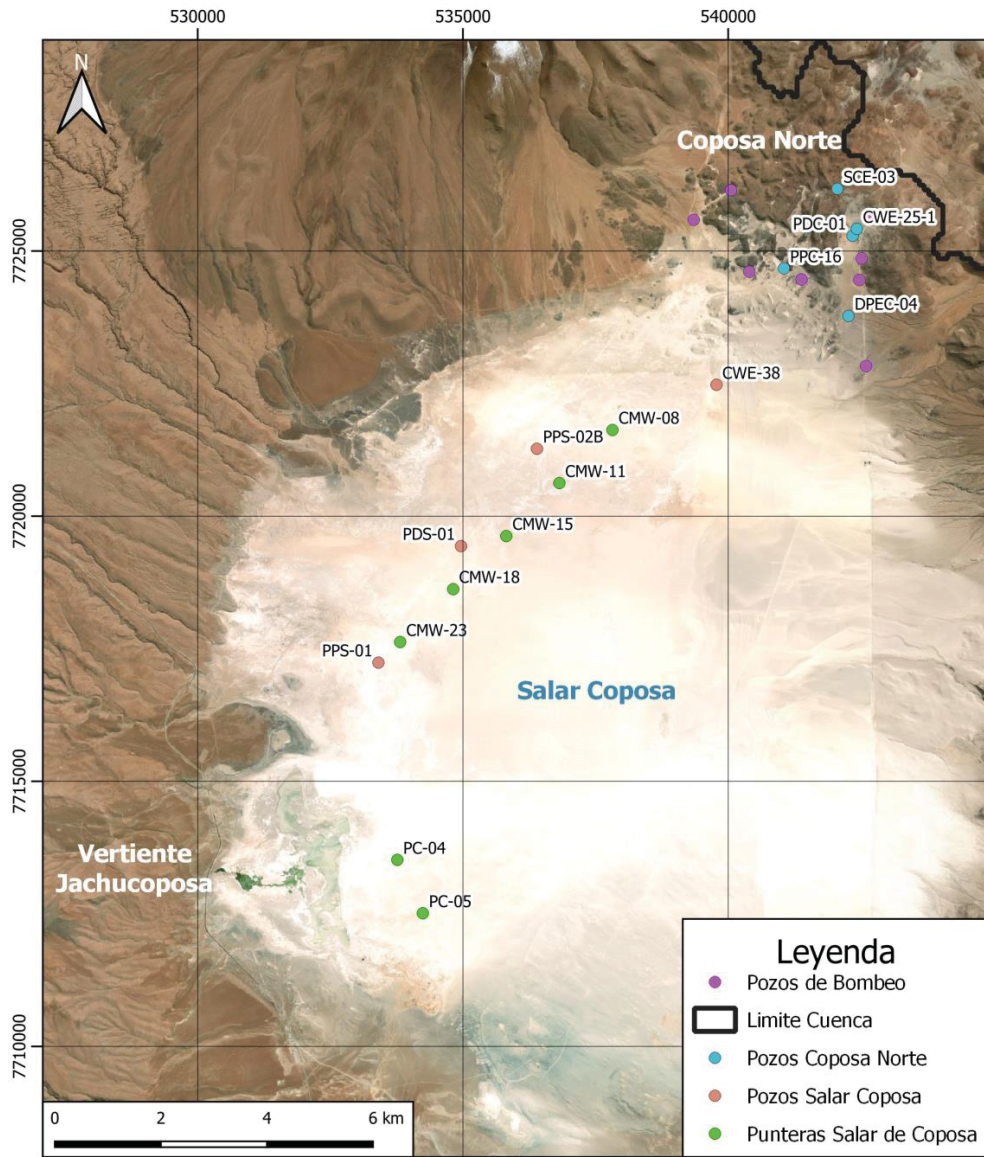 530000
535000
540000
N
Coposa Norte
SCE-03
7725000
PDC-01
CWE-25-1
PPC-16
DPEC-04
CWE-38
CMW-08
PPS-02B
CMW-11
7720000
CMW-15
PDS-01
CMW-18
CMW-23
PPS-01
Salar Coposa
7715000
PC-04
Vertiente
Jachucoposa
PC-05
7710000
Leyenda
Pozos de Bombeo
Limite Cuenca
Pozos Coposa Norte
Pozos Salar Coposa
Punteras Salar de Coposa
0 2 4 6 km